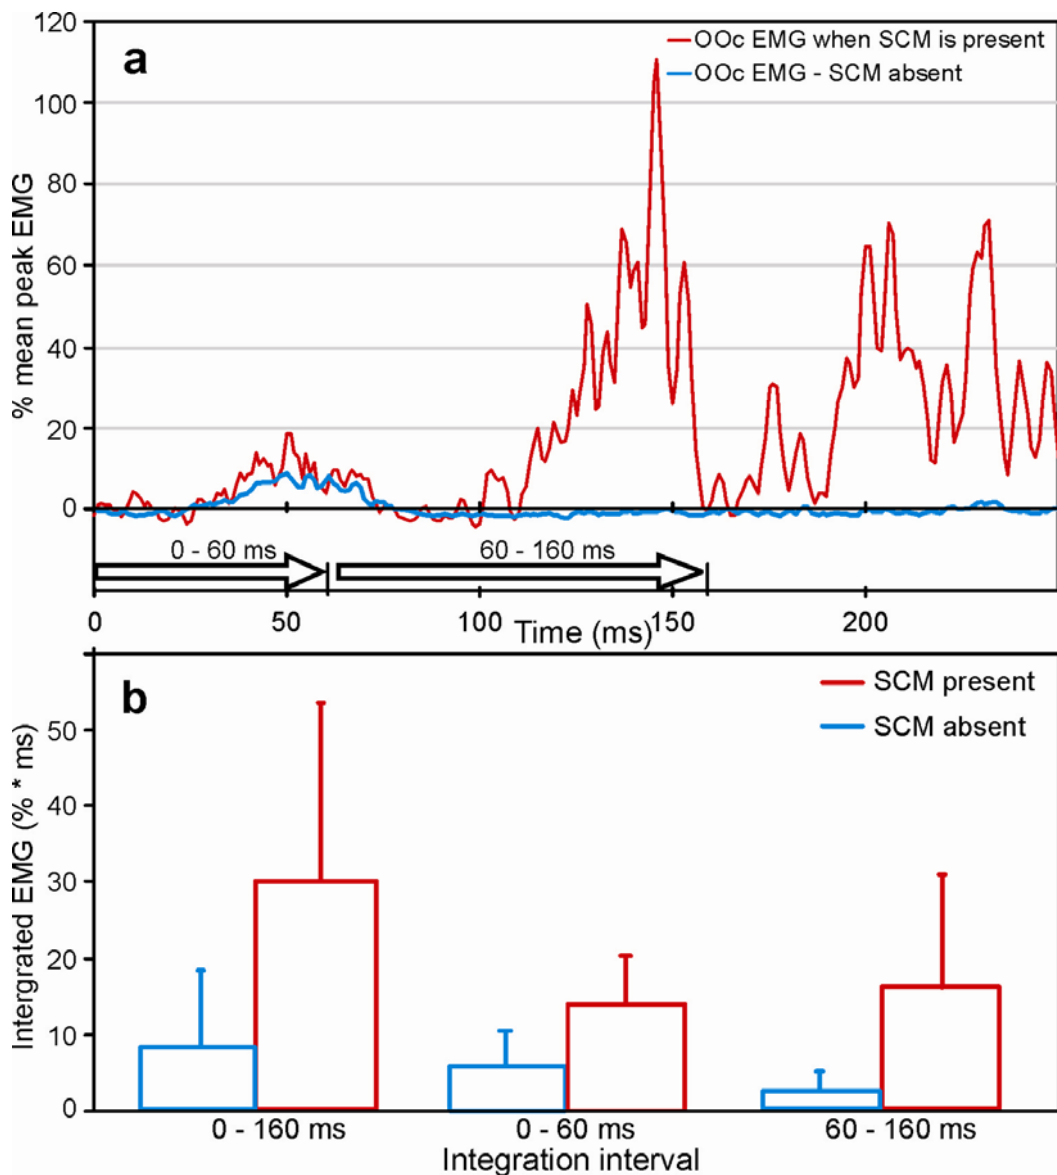 120
a
OOc EMG when SCM is present
OOc EMG - SCM absent
100
80
60
40
20
0
% mean peak EMG
0 - 60 ms
60 - 160 ms
0
50
100
150
200
Time (ms)
b
SCM present
SCM absent
50
40
30
20
10
0
Intergrated EMG (% * ms)
0 - 160 ms
0 - 60 ms
60 - 160 ms
Integration interval